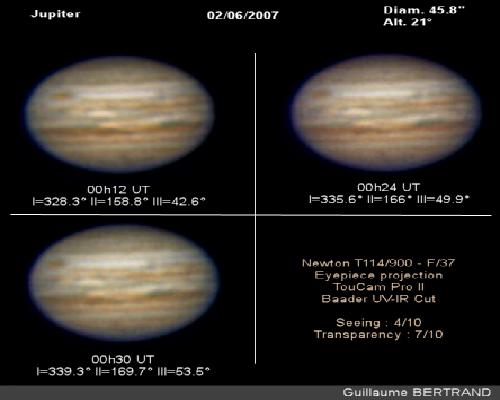 Jupiter
02/06/2007
Diam. 45.8"
Alt. 21°
00h12 UT
I=328.3° II=158.8° III=42.6°
00h24 UT
I=335.6° II=166° III=49.9°
00h30 UT
I=339.3° II=169.7° III=53.5°
Newton T114/900 - F/37
Eyepiece projection
TouCam Pro II
Baader UV-IR Cut
Seeing : 4/10
Transparency : 7/10
Guillaume BERTRAND